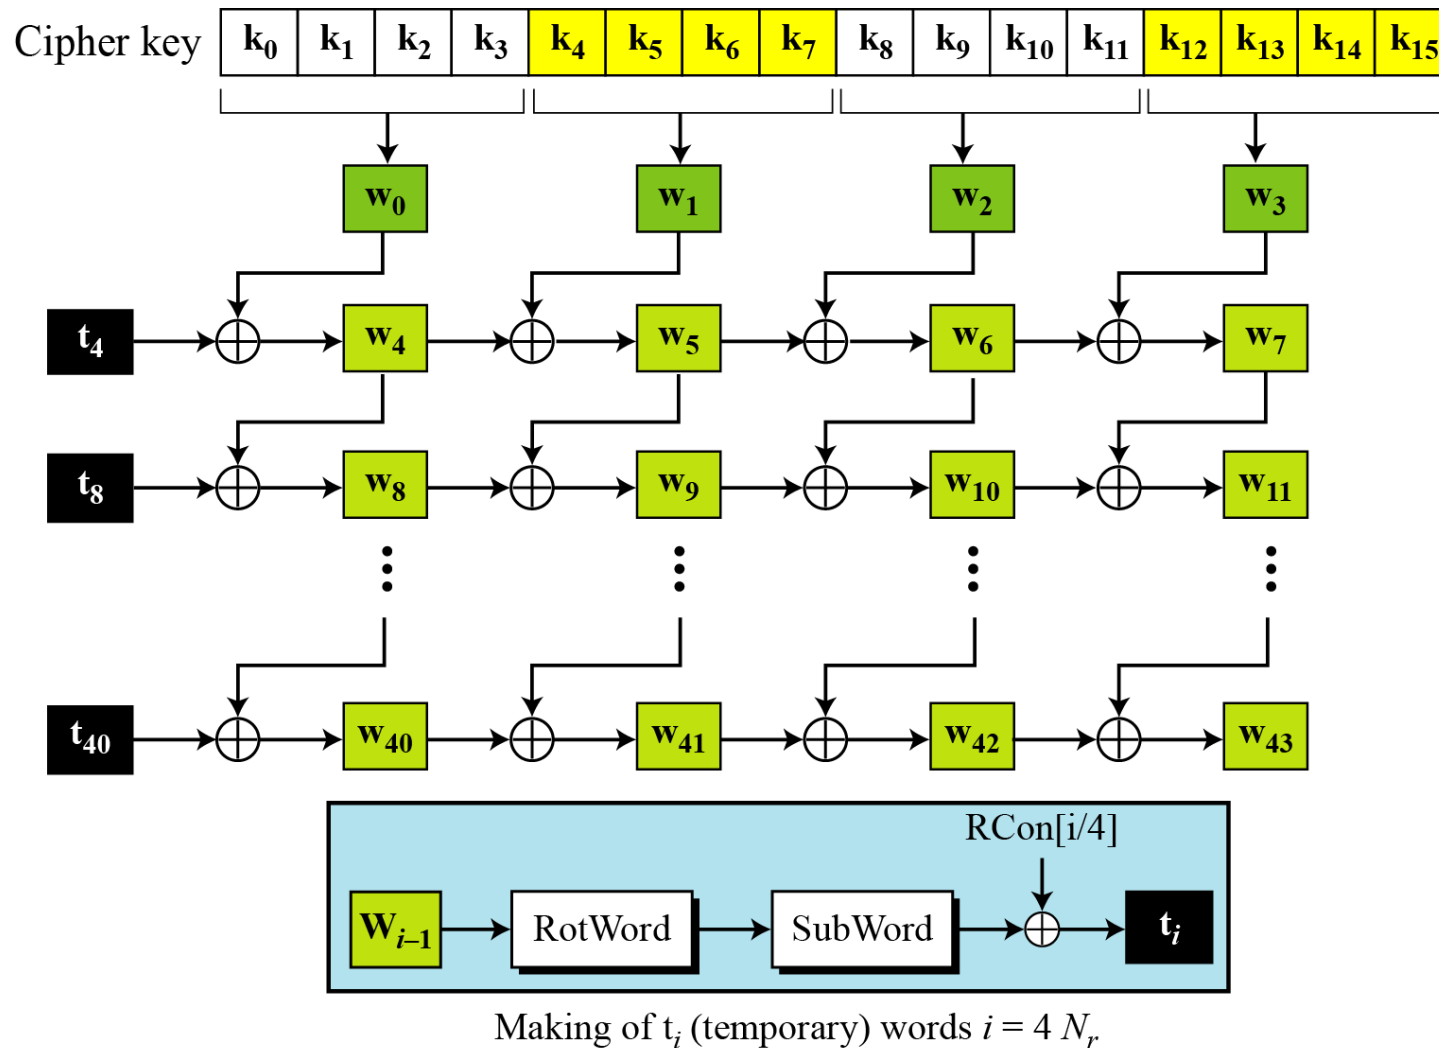 Cipher key k0 k1 k2 k3 k4 k5 k6 k7 k8 k9 k10 k11 k12 k13 k14 k15
w0 w1 w2 w3
t4 w4 w5 w6 w7
t8 w8 w9 w10 w11
t40 w40 w41 w42 w43
RCon[i/4]
Wi–1 RotWord SubWord ti
Making of ti (temporary) words i = 4 Nr